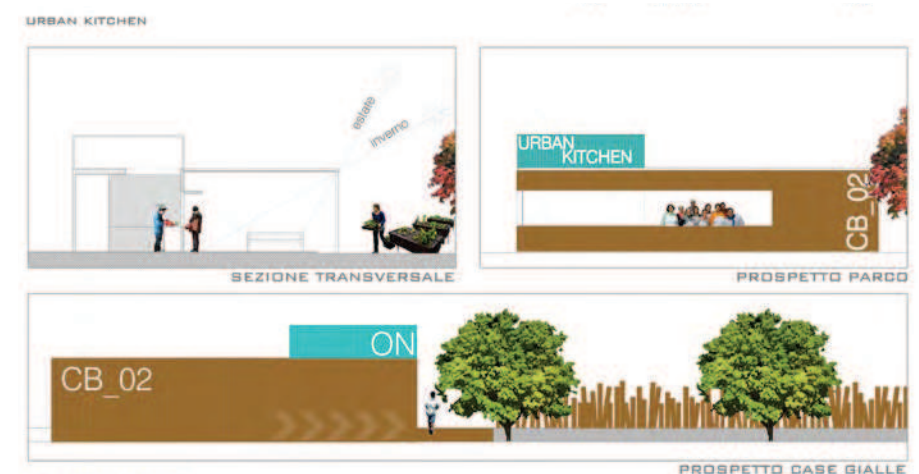 URBAN KITCHEN
estate
inverno
SEZIONE TRANSVERSALE
URBAN
KITCHEN
CB_02
PROSPETTO PARCO
ON
CB_02
PROSPETTO CASE GIALLE